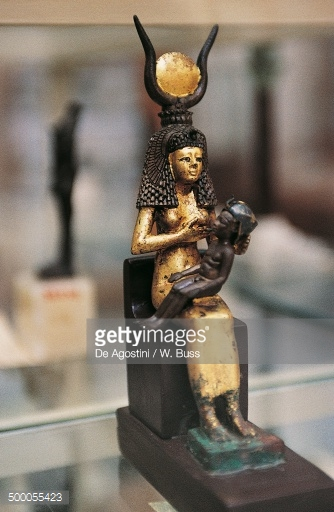 gettyimages®
De Agostini / W. Buss
500055423